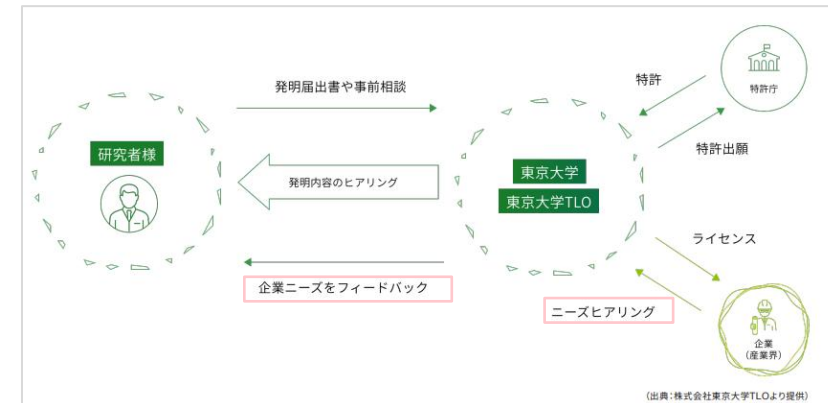 発明届出書や事前相談
特許
特許庁
特許出願
研究者様
発明内容のヒアリング
東京大学
東京大学TLO
ライセンス
企業ニーズをフィードバック
ニーズヒアリング
企業
(産業界)
(出典:株式会社東京大学TLOより提供)